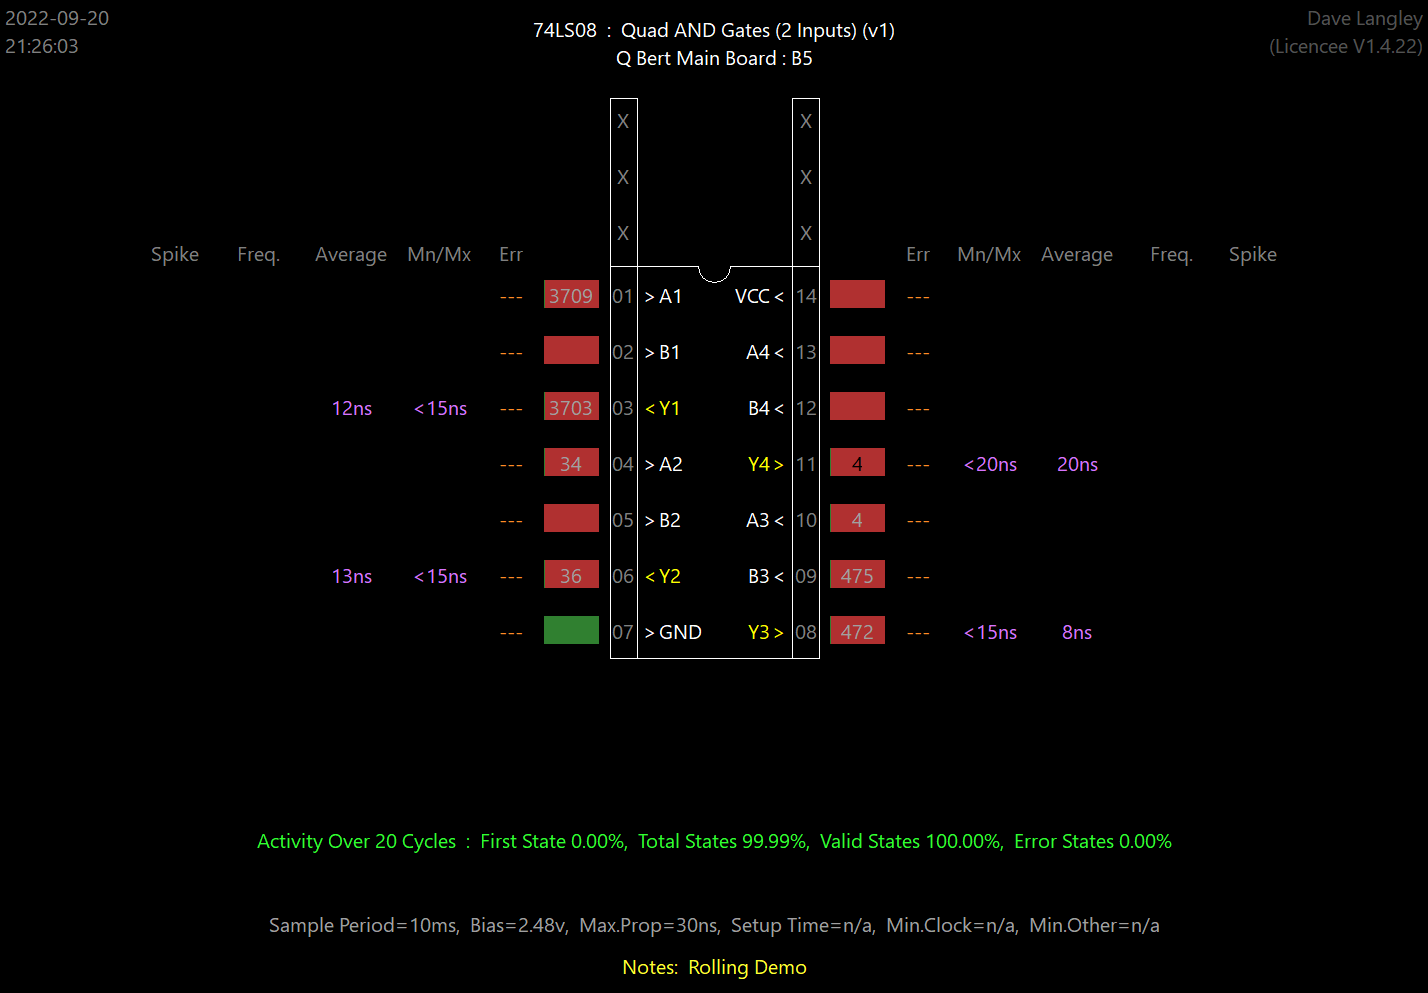 2022-09-20
21:26:03
74LS08 : Quad AND Gates (2 Inputs) (v1)
Q Bert Main Board : B5
Dave Langley
(Licencee V1.4.22)
X X
X X
X X
Spike Freq. Average Mn/Mx Err Err Mn/Mx Average Freq. Spike
--- 3709 01 >A1 VCC< 14 ---
--- 02 >B1 A4< 13 ---
12ns <15ns --- 3703 03 <Y1 B4< 12 ---
--- 34 04 >A2 Y4> 11 4 --- <20ns 20ns
--- 05 >B2 A3< 10 4 ---
13ns <15ns --- 36 06 <Y2 B3< 09 475 ---
--- 07 >GND Y3> 08 472 --- <15ns 8ns
Activity Over 20 Cycles : First State 0.00%, Total States 99.99%, Valid States 100.00%, Error States 0.00%
Sample Period=10ms, Bias=2.48v, Max.Prop=30ns, Setup Time=n/a, Min.Clock=n/a, Min.Other=n/a
Notes: Rolling Demo